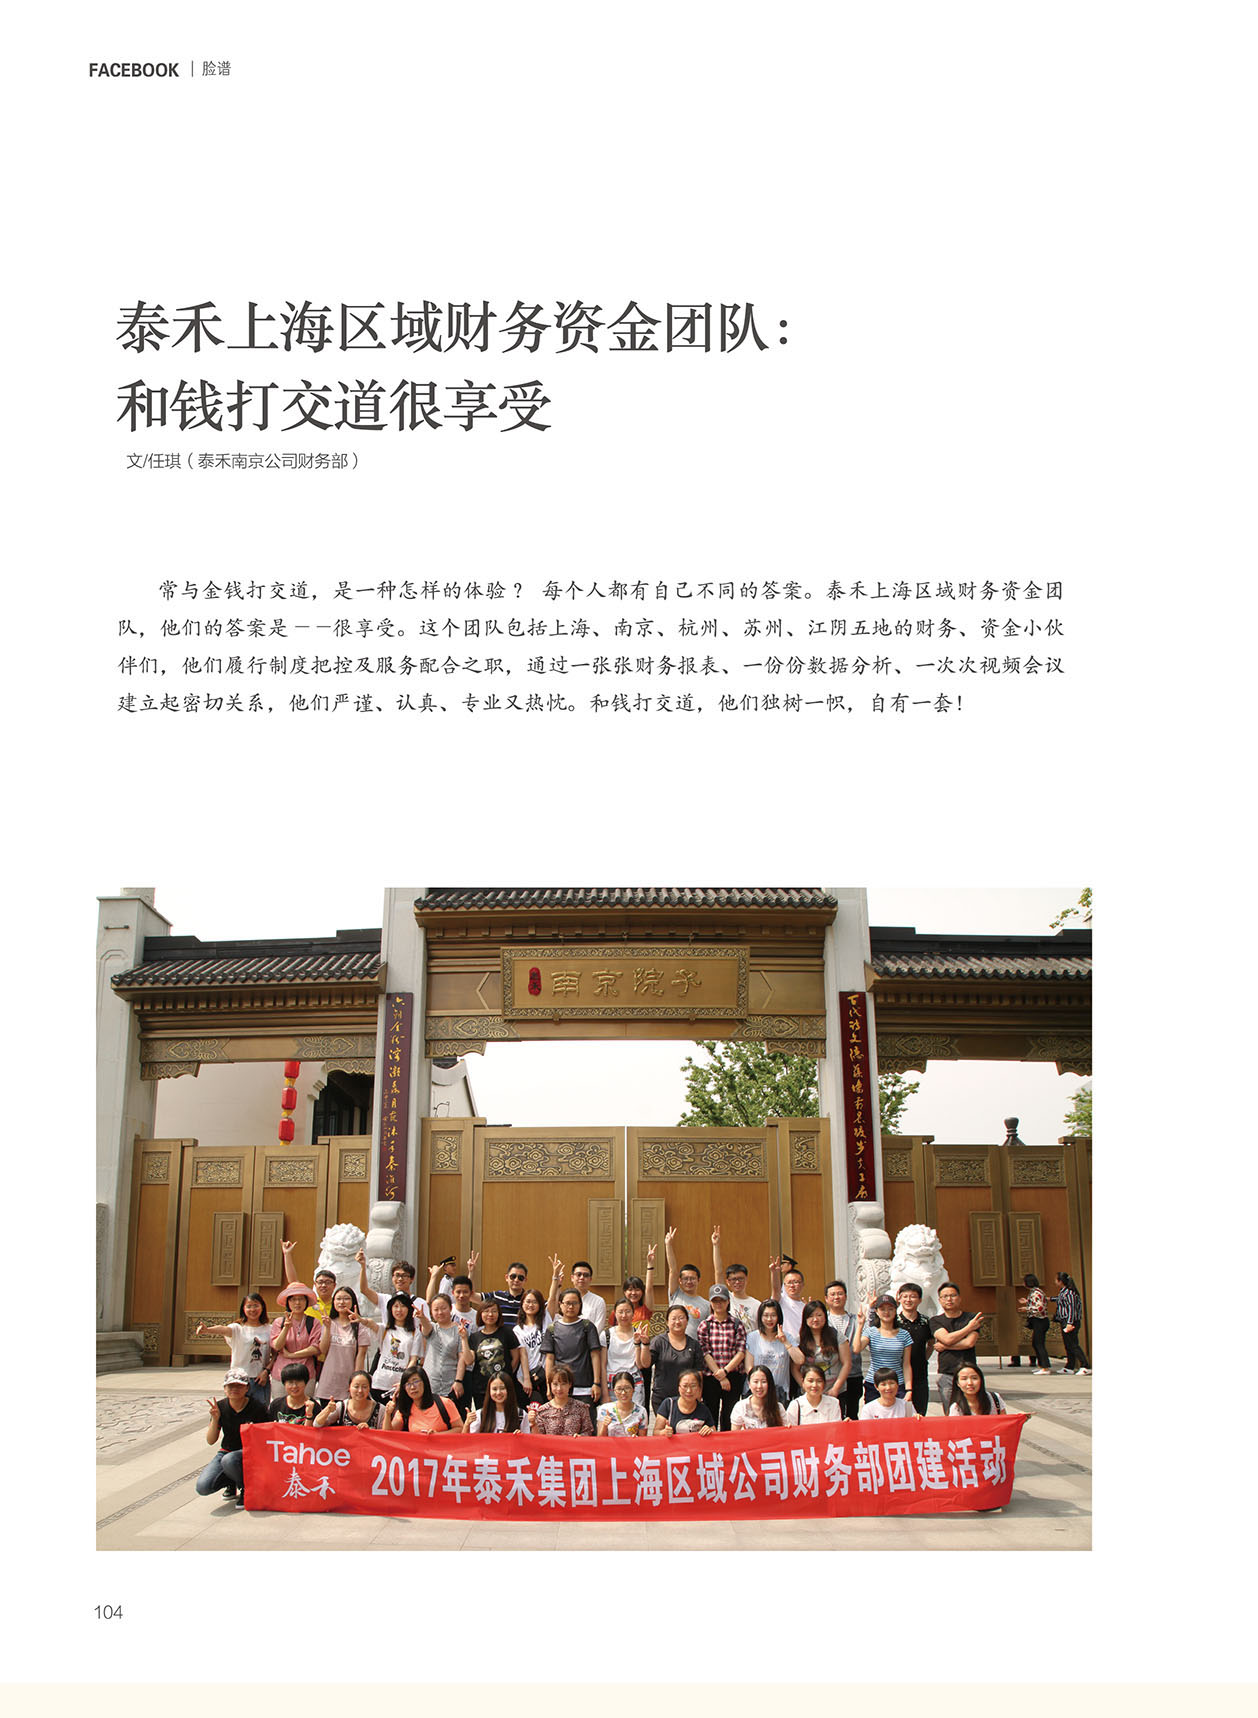 FACEBOOK | 脸谱
泰禾上海区域财务资金团队：
和钱打交道很享受
文/任琪（泰禾南京公司财务部）
常与金钱打交道，是一种怎样的体验？ 每个人都有自己不同的答案。泰禾上海区域财务资金团
队，他们的答案是——很享受。这个团队包括上海、南京、杭州、苏州、江阴五地的财务、资金小伙
伴们，他们履行制度把控及服务配合之职，通过一张张财务报表、一份份数据分析、一次次视频会议
建立起密切关系，他们严谨、认真、专业又热忱。和钱打交道，他们独树一帜，自有一套！
南京院子
Tahoe
泰禾
2017年泰禾集团上海区域公司财务部团建活动
104